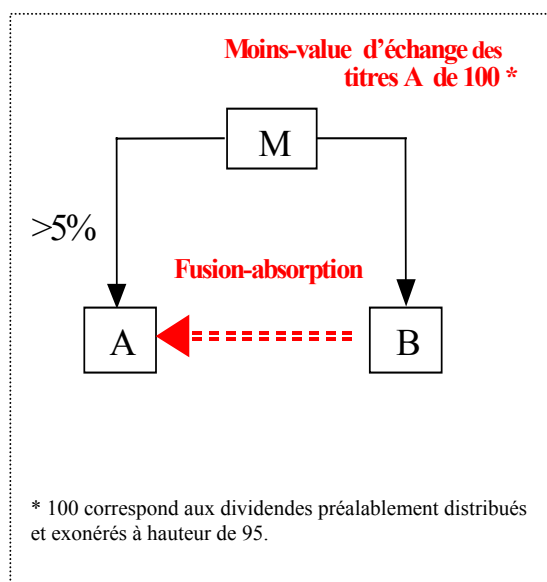 Moins-value d'échange des
titres A de 100 *
M
>5%
Fusion-absorption
A
B
* 100 correspond aux dividendes préalablement distribués
et exonérés à hauteur de 95.